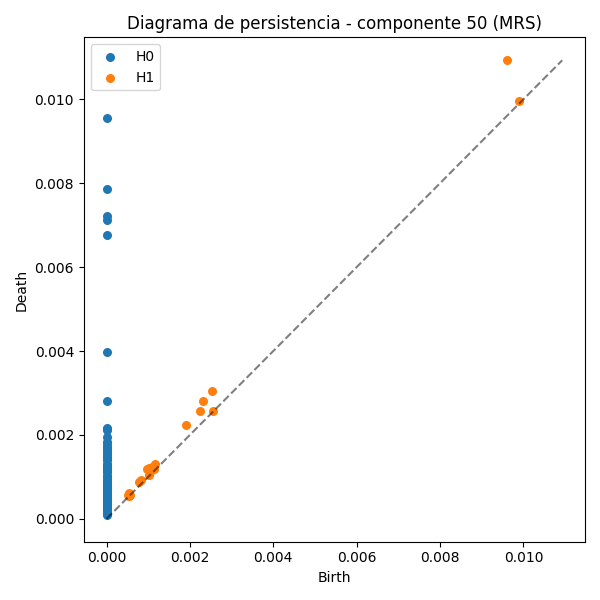 Diagrama de persistencia - componente 50 (MRS)
H0
H1
0.010
0.008
0.006
0.004
0.002
0.000
Death
0.000 0.002 0.004 0.006 0.008 0.010
Birth